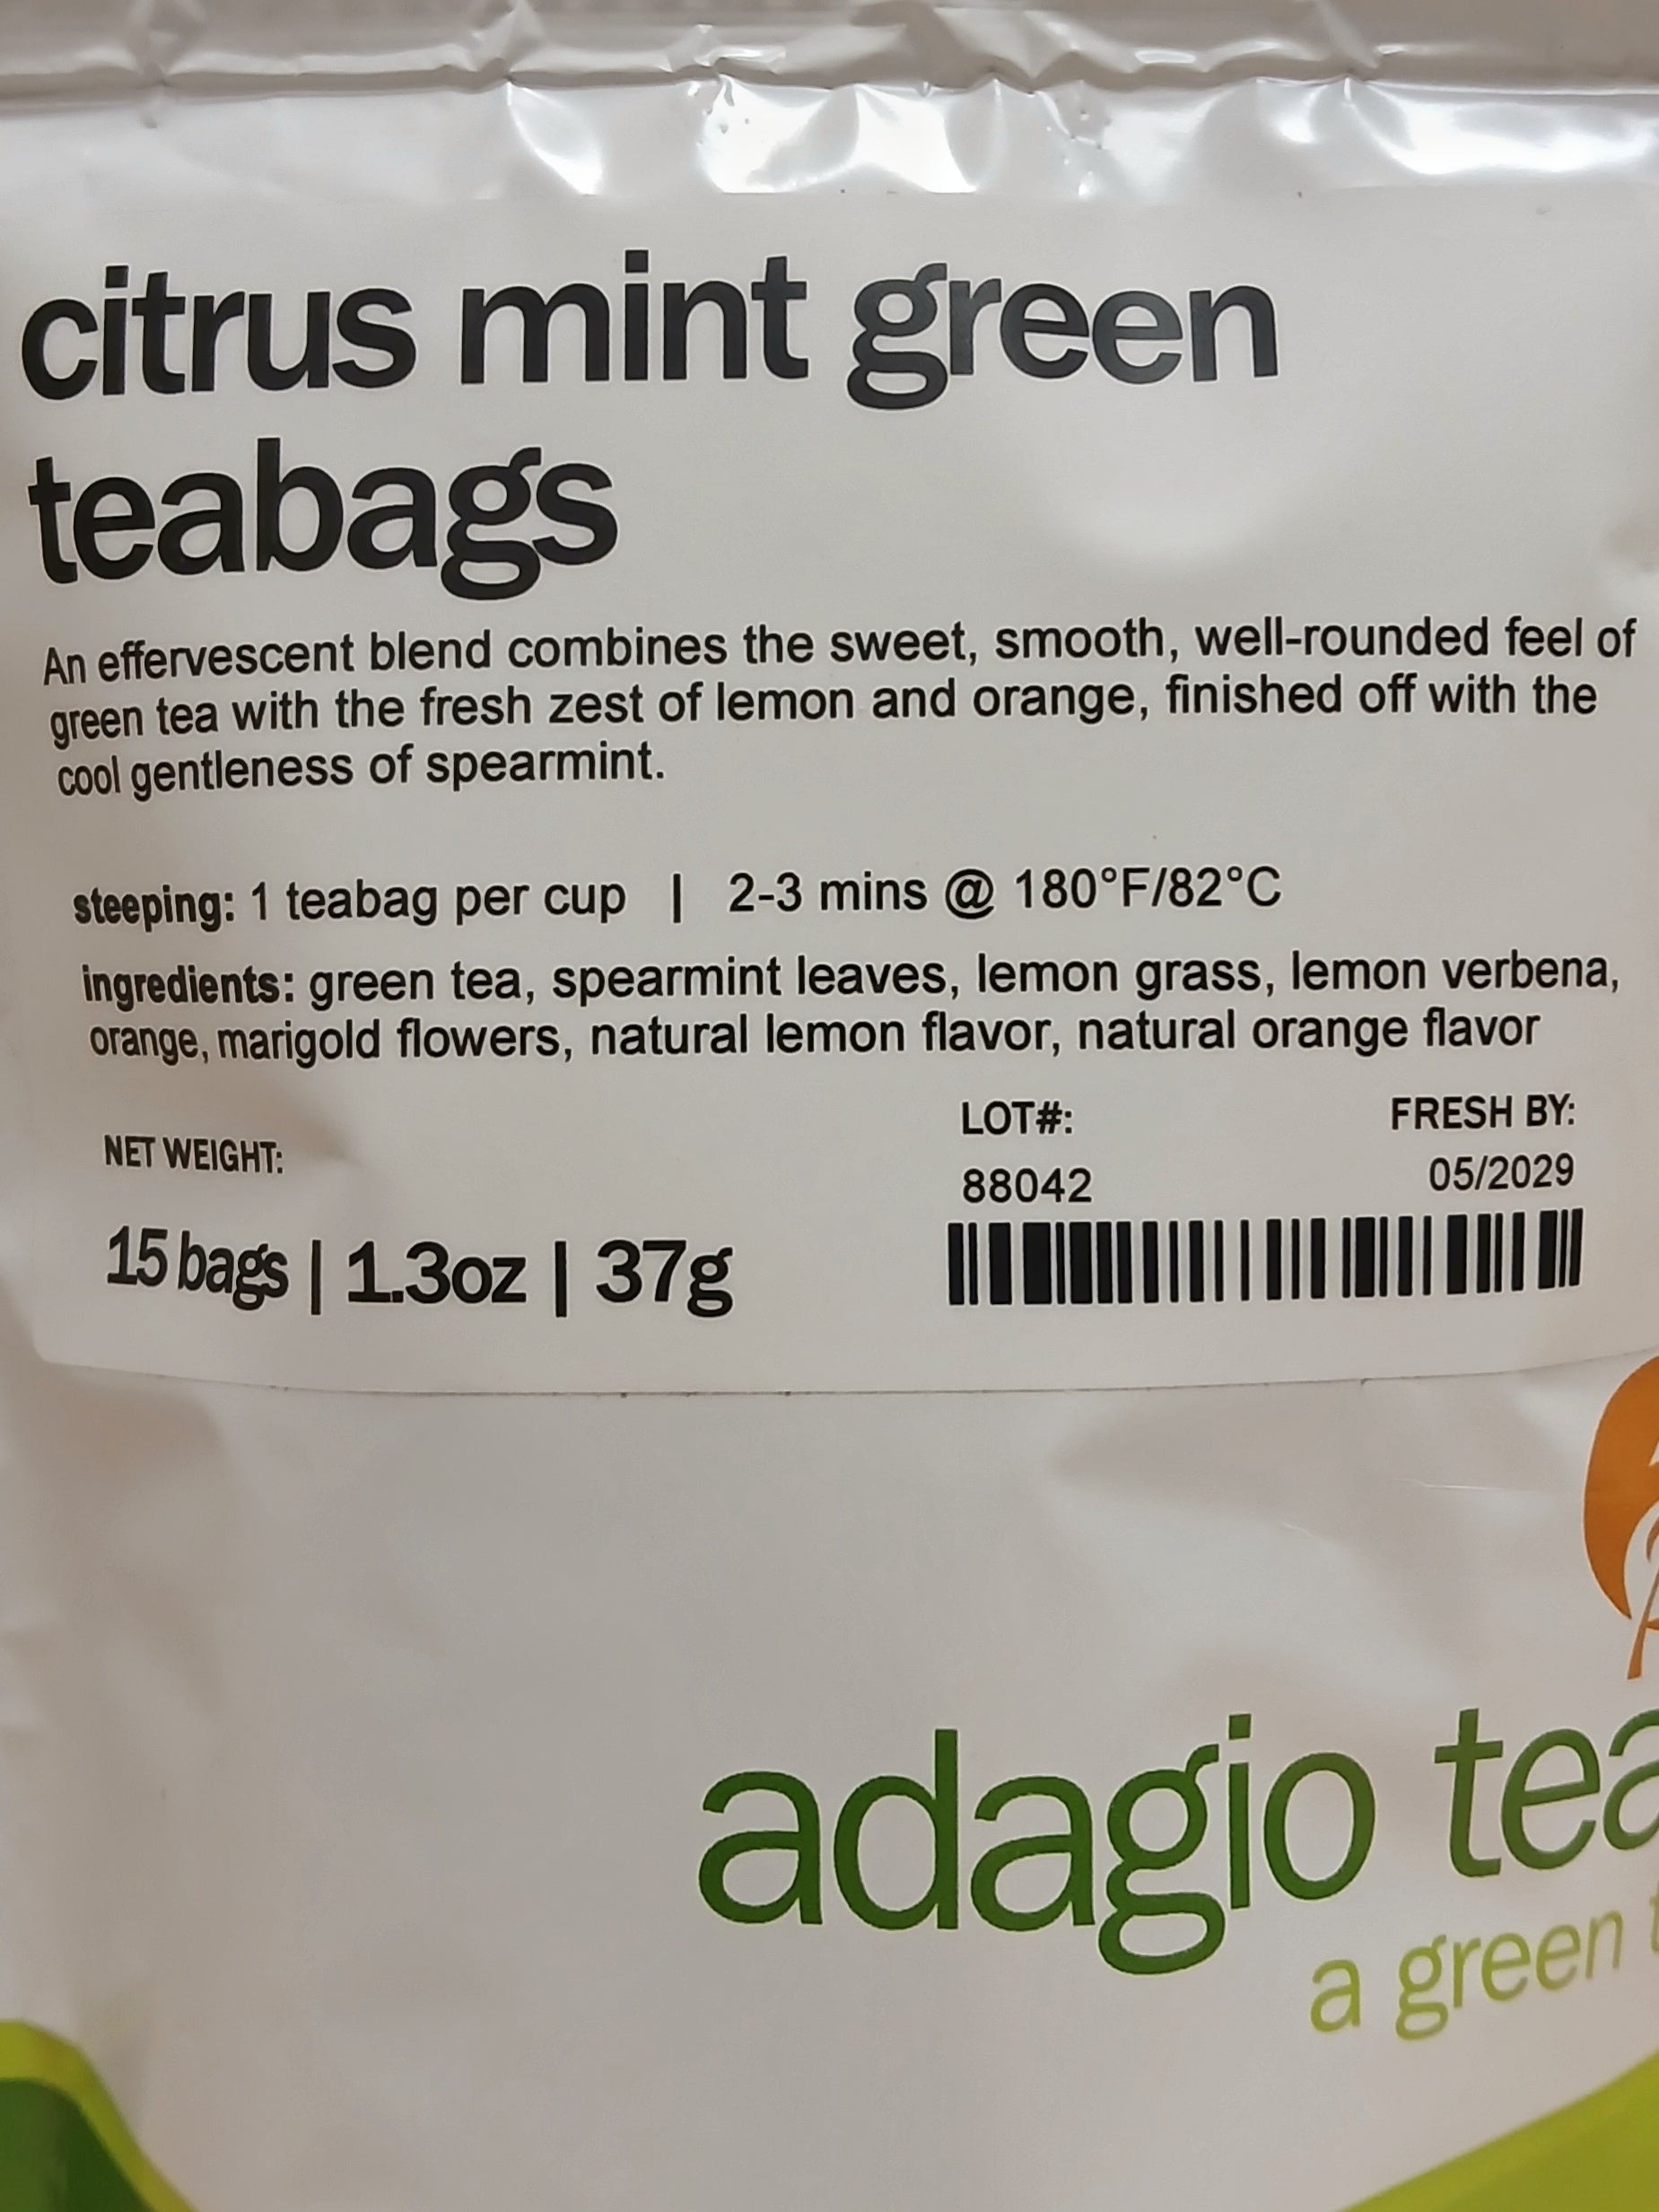 citrus mint green
teabags
An effervescent blend combines the sweet, smooth, well-rounded feel of
green tea with the fresh zest of lemon and orange, finished off with the
cool gentleness of spearmint.
steeping: 1 teabag per cup | 2-3 mins @ 180°F/82°C
ingredients: green tea, spearmint leaves, lemon grass, lemon verbena,
orange, marigold flowers, natural lemon flavor, natural orange flavor
NET WEIGHT:
15 bags | 1.3oz | 37g
LOT#:
88042
FRESH BY:
05/2029
adagio tea
a green